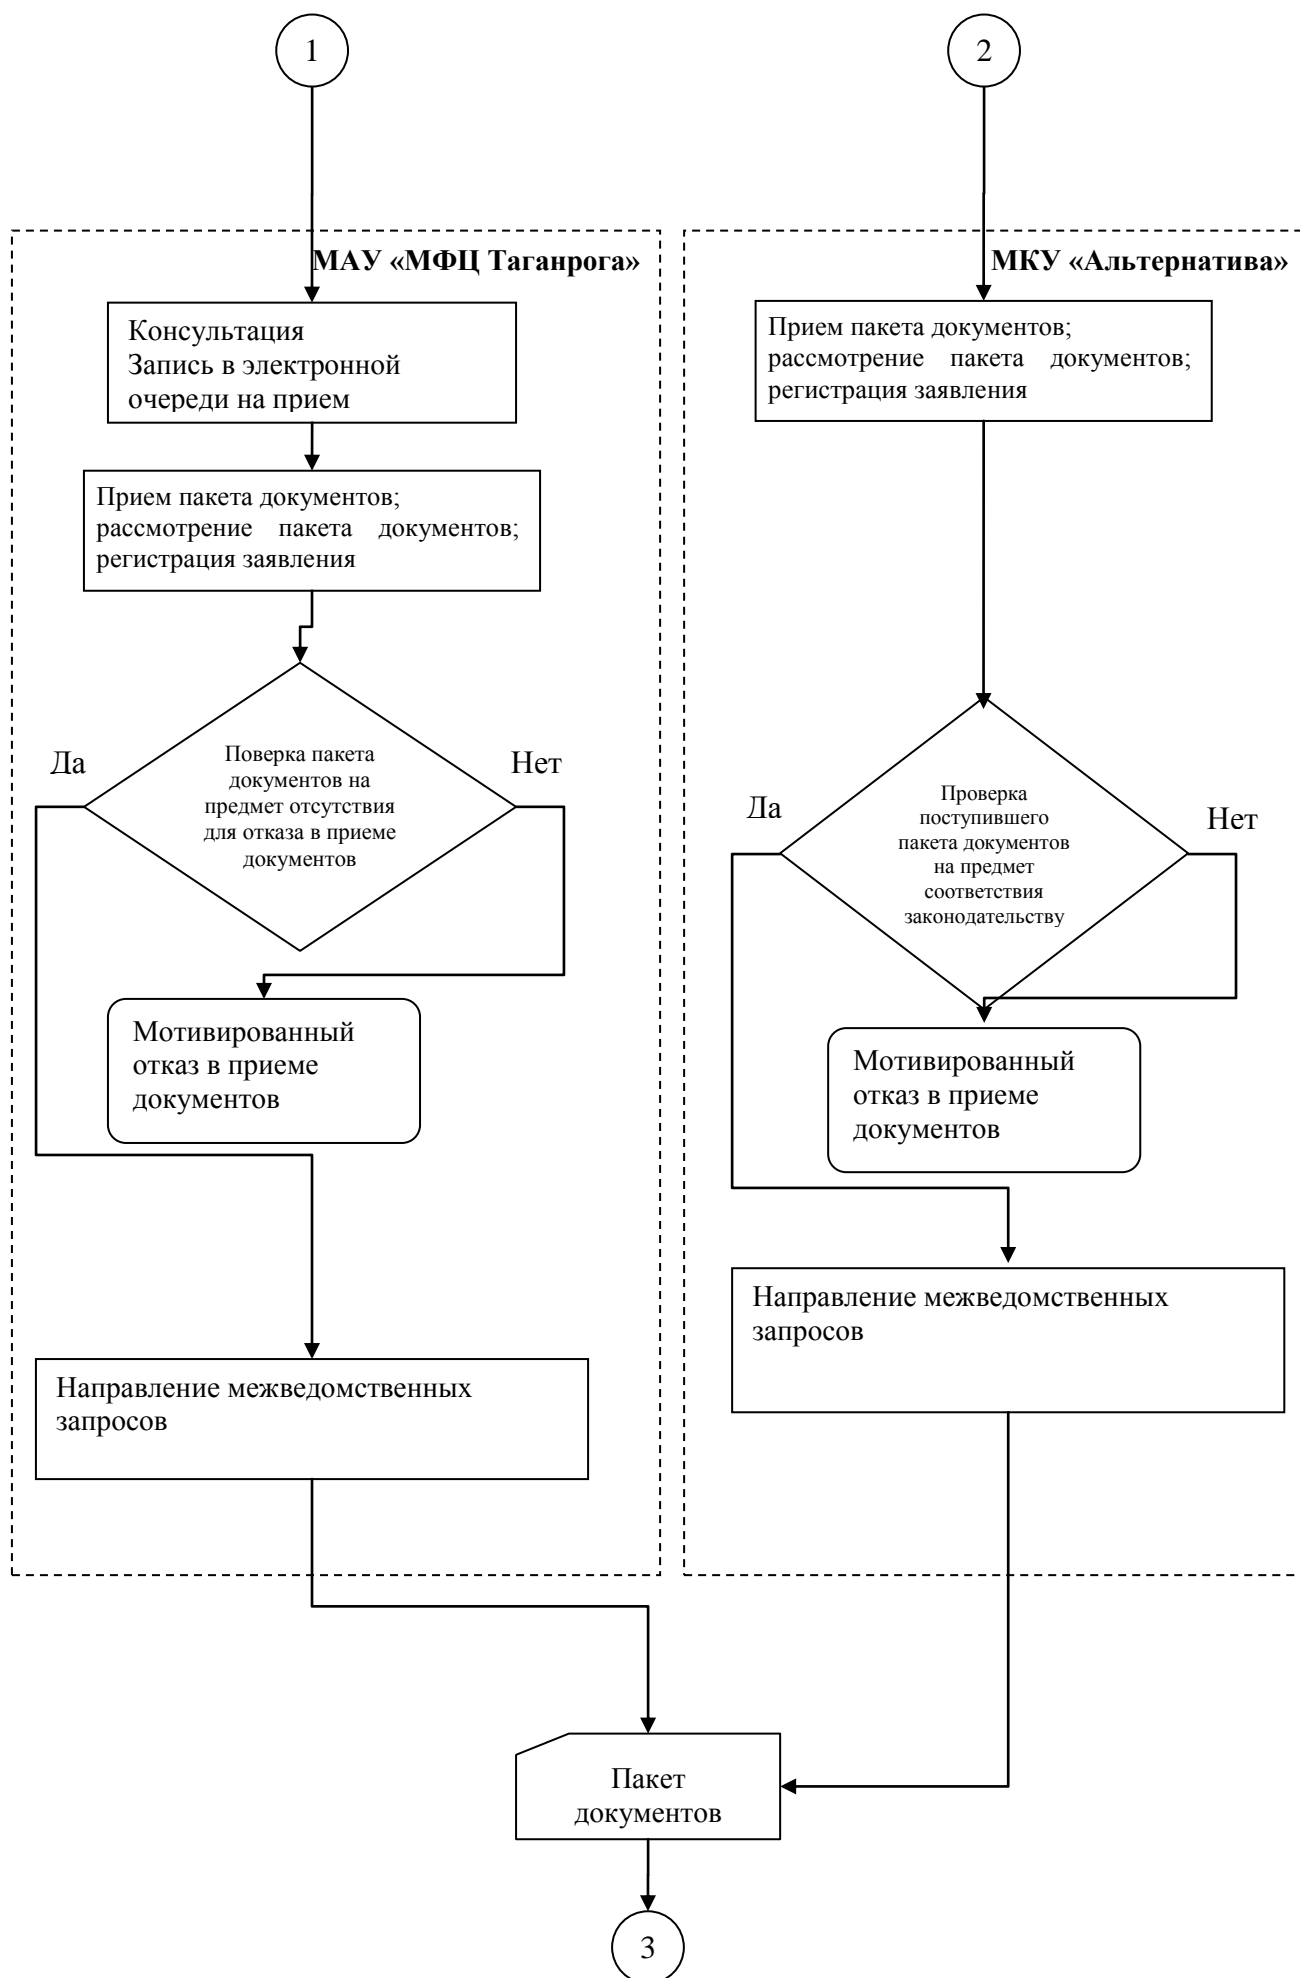 1
2
МАУ «МФЦ Таганрога»
Консультация
Запись в электронной
очереди на прием
Прием пакета документов;
рассмотрение пакета документов;
регистрация заявления
Да
Поверка пакета
документов на
предмет отсутствия
для отказа в приеме
документов
Нет
Мотивированный
отказ в приеме
документов
Направление межведомственных
запросов
МКУ «Альтернатива»
Прием пакета документов;
рассмотрение пакета документов;
регистрация заявления
Да
Проверка
поступившего
пакета документов
на предмет
соответствия
законодательству
Нет
Мотивированный
отказ в приеме
документов
Направление межведомственных
запросов
Пакет
документов
3